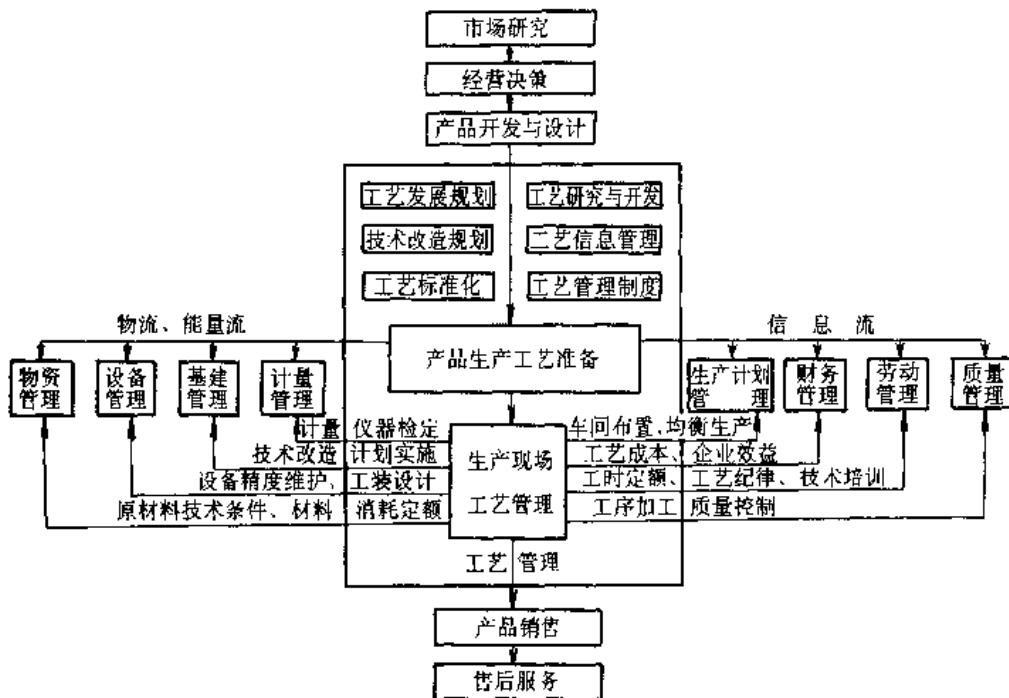 市场研究
经营决策
产品开发与设计
工艺发展规划
工艺研究与开发
技术改造规划
工艺信息管理
工艺标准化
工艺管理制度
物流、能量流
信息流
产品生产工艺准备
物资
管理
设备
管理
基建
管理
计量
管理
生产计划
管理
财务
管理
劳动
管理
质量
管理
计量仪器检定
车间布置,均衡生产
技术改造计划实施
工艺成本、企业效益
设备精度维护、工装设计
工时定额、工艺纪律、技术培训
原材料技术条件、材料消耗定额
工序加工质量控制
生产现场
工艺管理
工艺管理
产品销售
售后服务